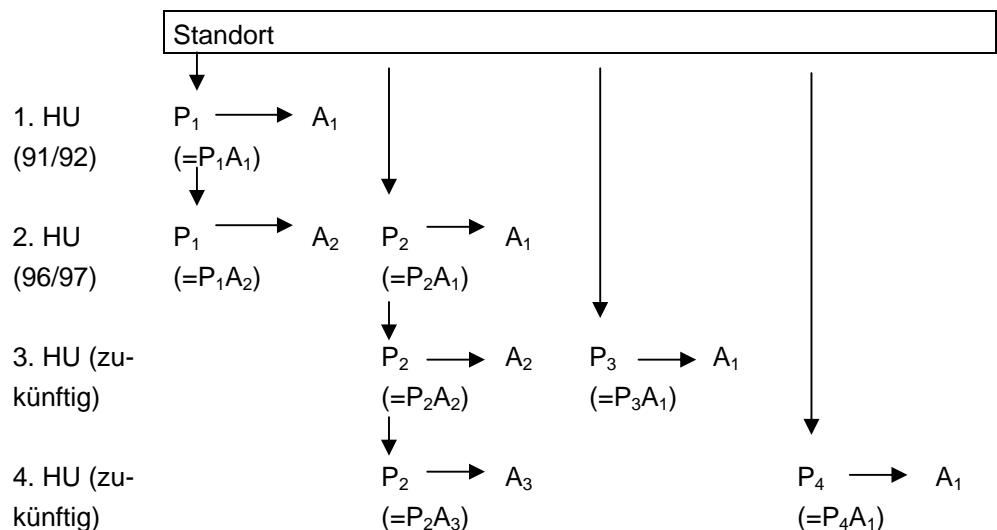 Standort
1. HU P₁ A₁
(91/92) (=P₁A₁)
2. HU P₁ A₂ P₂ A₁
(96/97) (=P₁A₂) (=P₂A₁)
3. HU (zu- P₂ A₂ P₃ A₁
künftig) (=P₂A₂) (=P₃A₁)
4. HU (zu- P₂ A₃ P₄ A₁
künftig) (=P₂A₃) (=P₄A₁)